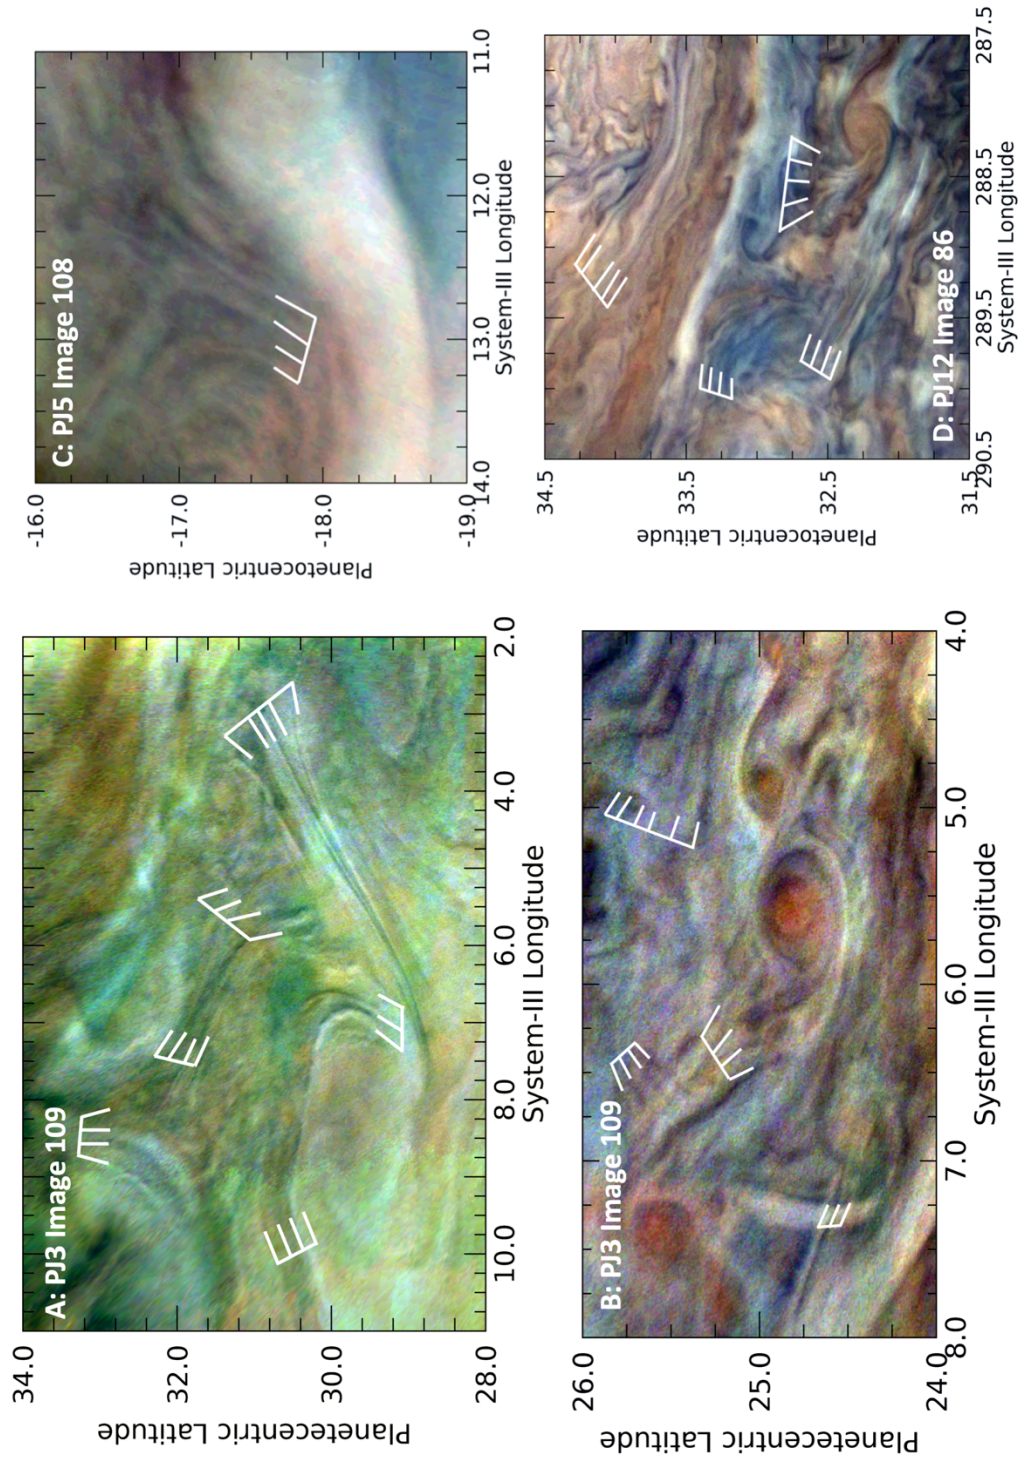 A: PJ3 Image 109
34.0
32.0
30.0
28.0
Planetecentric Latitude
10.0 8.0 6.0 4.0 2.0
System-III Longitude
B: PJ3 Image 109
26.0
25.0
24.0
Planetecentric Latitude
8.0 7.0 6.0 5.0 4.0
System-III Longitude
C: PJ5 Image 108
-16.0
-17.0
-18.0
-19.0
Planetocentric Latitude
14.0 13.0 12.0 11.0
System-III Longitude
D: PJ12 Image 86
34.5
33.5
32.5
31.5
Planetocentric Latitude
290.5 289.5 288.5 287.5
System-III Longitude